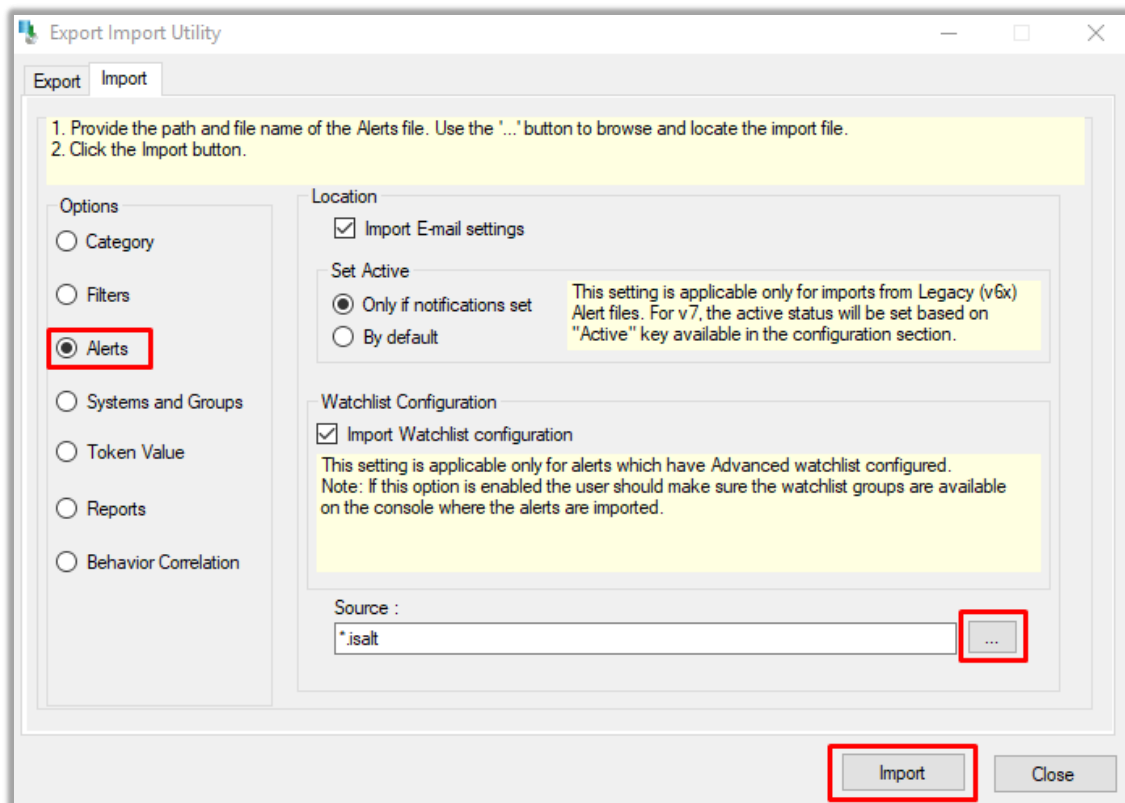 Export Import Utility
Export
Import
1. Provide the path and file name of the Alerts file. Use the '...' button to browse and locate the import file.
2. Click the Import button.
Options
Category
Filters
Alerts
Systems and Groups
Token Value
Reports
Behavior Correlation
Location
Import E-mail settings
Set Active
Only if notifications set
By default
This setting is applicable only for imports from Legacy (v6x)
Alert files. For v7, the active status will be set based on
"Active" key available in the configuration section.
Watchlist Configuration
Import Watchlist configuration
This setting is applicable only for alerts which have Advanced watchlist configured.
Note: If this option is enabled the user should make sure the watchlist groups are available
on the console where the alerts are imported.
Source :
*.isalt
...
Import
Close